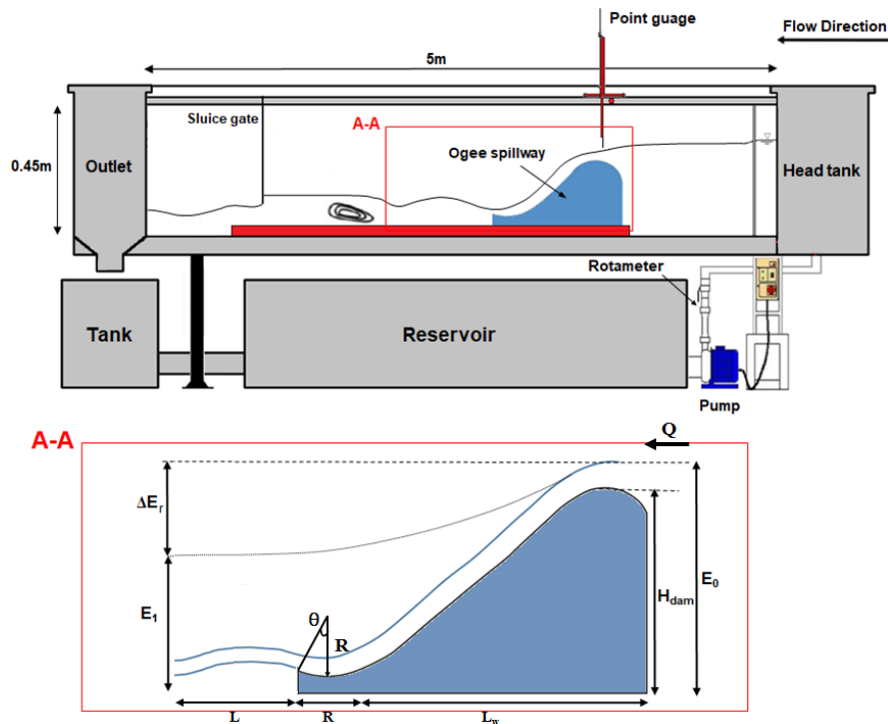 Point guage
Flow Direction
5m
Sluice gate
A-A
Ogee spillway
0.45m
Outlet
Head tank
Rotameter
Tank
Reservoir
Pump
A-A
Q
ΔEr
E0
Hdam
E1
θ
R
L
R
Lw